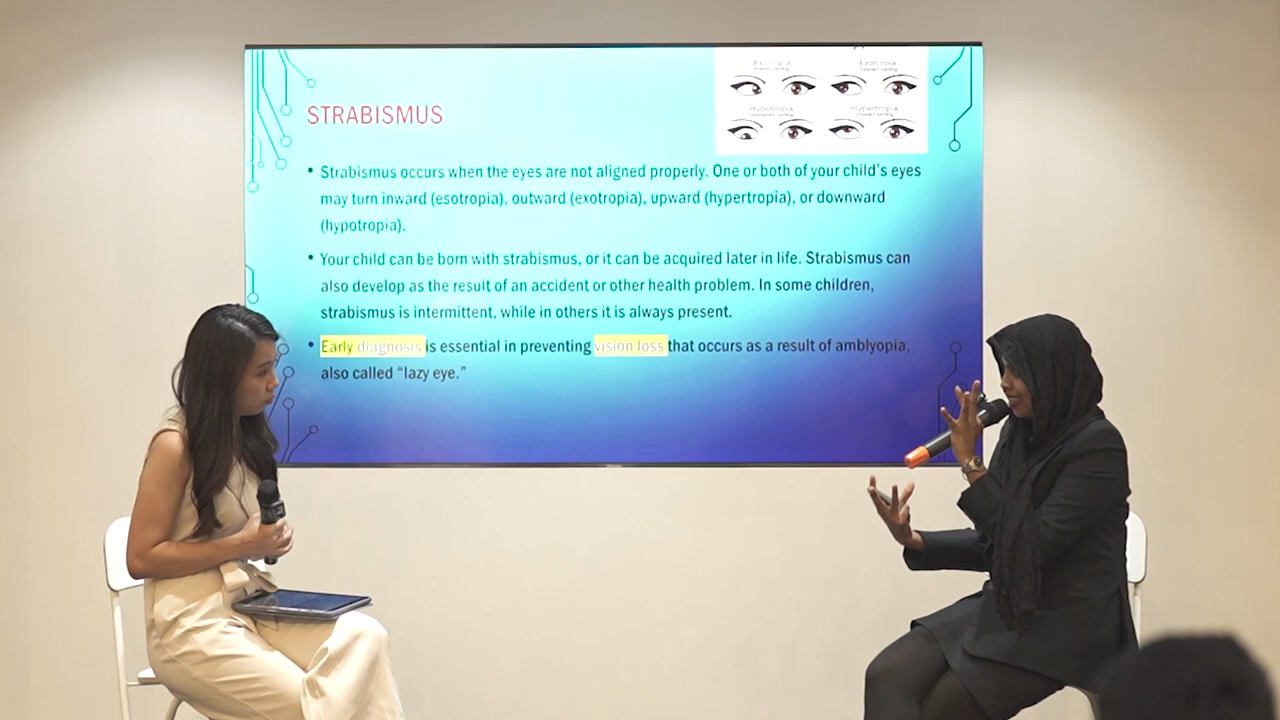 Esotropia
Exotropia
Hypotropia
Hypertropia
STRABISMUS
• Strabismus occurs when the eyes are not aligned properly. One or both of your child's eyes
may turn inward (esotropia), outward (exotropia), upward (hypertropia), or downward
(hypotropia).
• Your child can be born with strabismus, or it can be acquired later in life. Strabismus can
also develop as the result of an accident or other health problem. In some children,
strabismus is intermittent, while in others it is always present.
• Early diagnosis is essential in preventing vision loss that occurs as a result of amblyopia,
also called “lazy eye.”